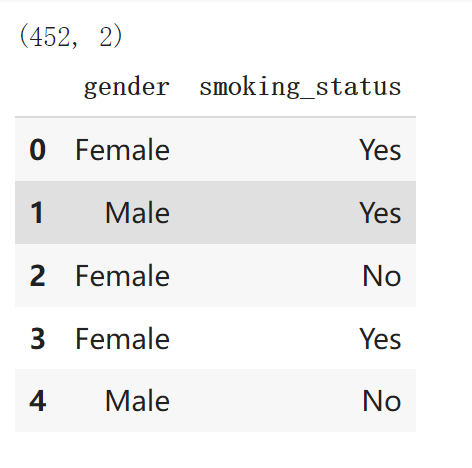 (452, 2)
gender smoking_status
0 Female Yes
1 Male Yes
2 Female No
3 Female Yes
4 Male No